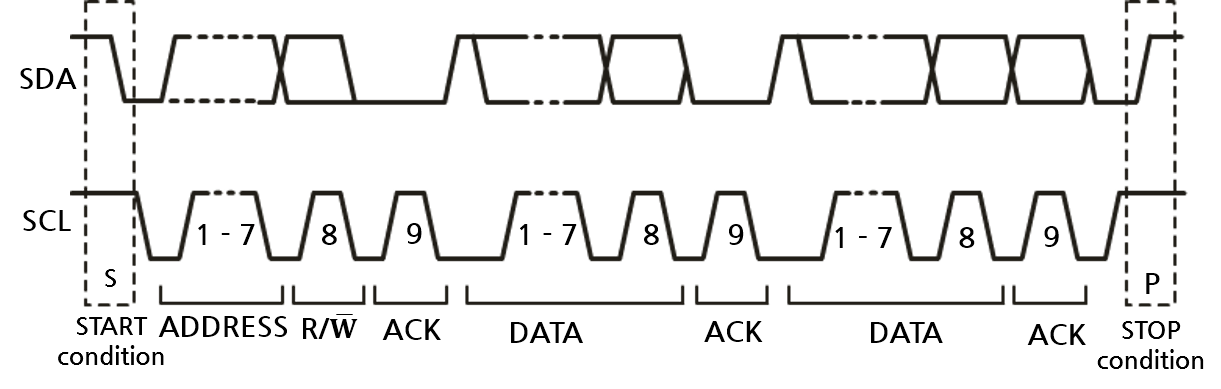 SDA
SCL
1 - 7
8
9
1 - 7
8
9
1 - 7
8
9
S
P
START
condition
ADDRESS
R/W̅
ACK
DATA
ACK
DATA
ACK
STOP
condition